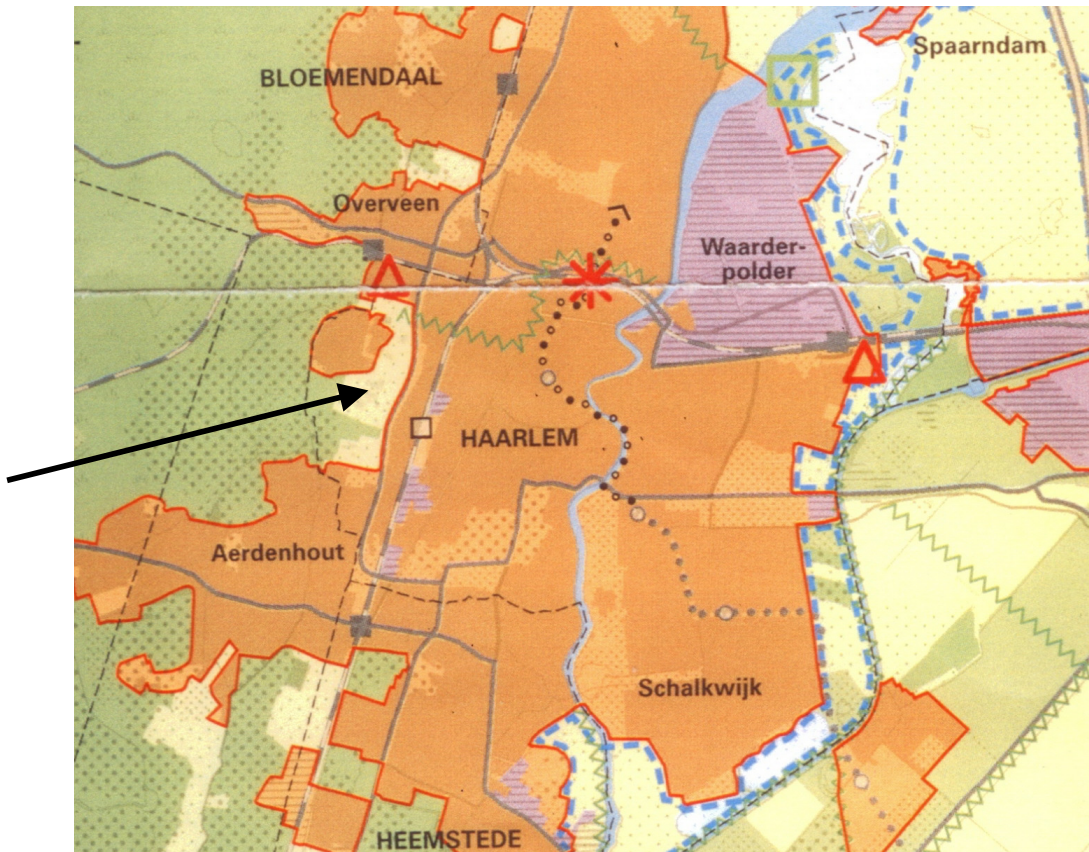 Spaarndam
BLOEMENDAAL
Overveen
Waarder-
polder
HAARLEM
Aerdenhout
Schalkwijk
HEEMSTEDE